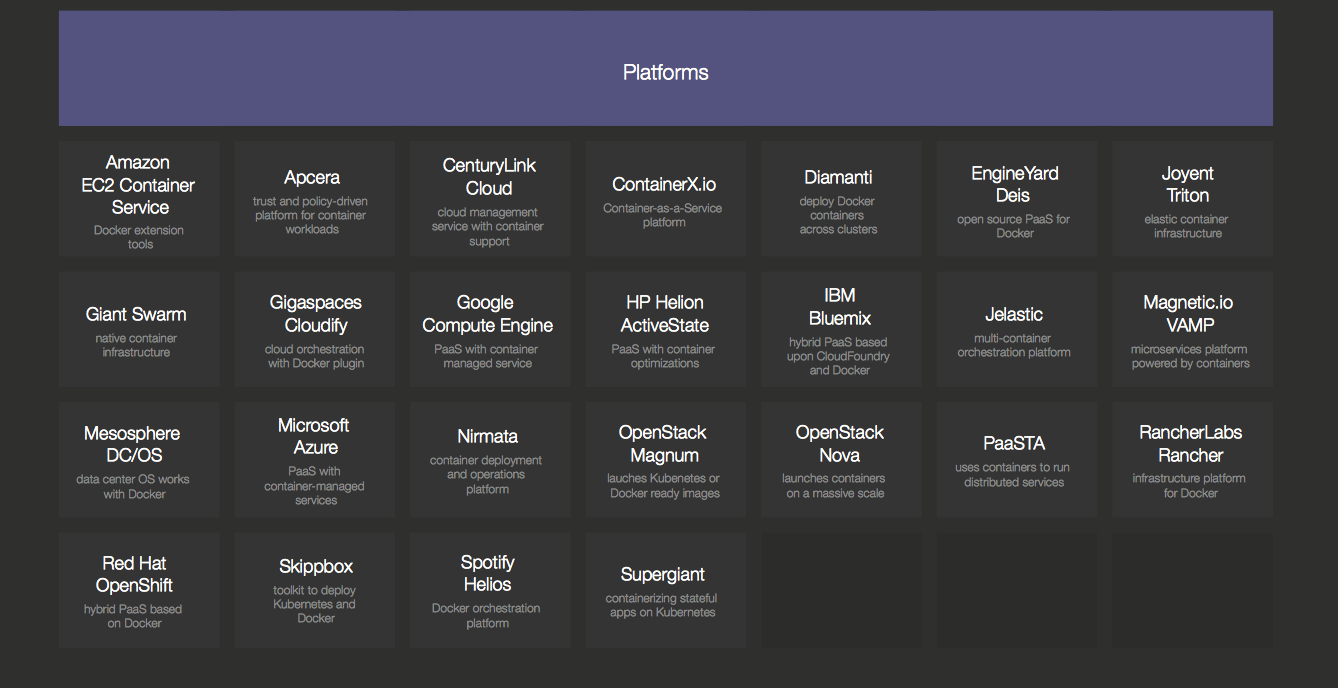 Platforms
Amazon
EC2 Container
Service
Docker extension
tools
Apcera
trust and policy-driven
platform for container
workloads
CenturyLink
Cloud
cloud management
service with container
support
ContainerX.io
Container-as-a-Service
platform
Diamanti
deploy Docker
containers
across clusters
EngineYard
Deis
open source PaaS for
Docker
Joyent
Triton
elastic container
infrastructure
Giant Swarm
native container
infrastructure
Gigaspaces
Cloudify
cloud orchestration
with Docker plugin
Google
Compute Engine
PaaS with container
managed service
HP Helion
ActiveState
PaaS with container
optimizations
IBM
Bluemix
hybrid PaaS based
upon CloudFoundry
and Docker
Jelastic
multi-container
orchestration platform
Magnetic.io
VAMP
microservices platform
powered by containers
Mesosphere
DC/OS
data center OS works
with Docker
Microsoft
Azure
PaaS with
container-managed
services
Nirmata
container deployment
and operations
platform
OpenStack
Magnum
lauches Kubenetes or
Docker ready images
OpenStack
Nova
launches containers
on a massive scale
PaaSTA
uses containers to run
distributed services
RancherLabs
Rancher
infrastructure platform
for Docker
Red Hat
OpenShift
hybrid PaaS based
on Docker
Skippbox
toolkit to deploy
Kubernetes and
Docker
Spotify
Helios
Docker orchestration
platform
Supergiant
containerizing stateful
apps on Kubernetes